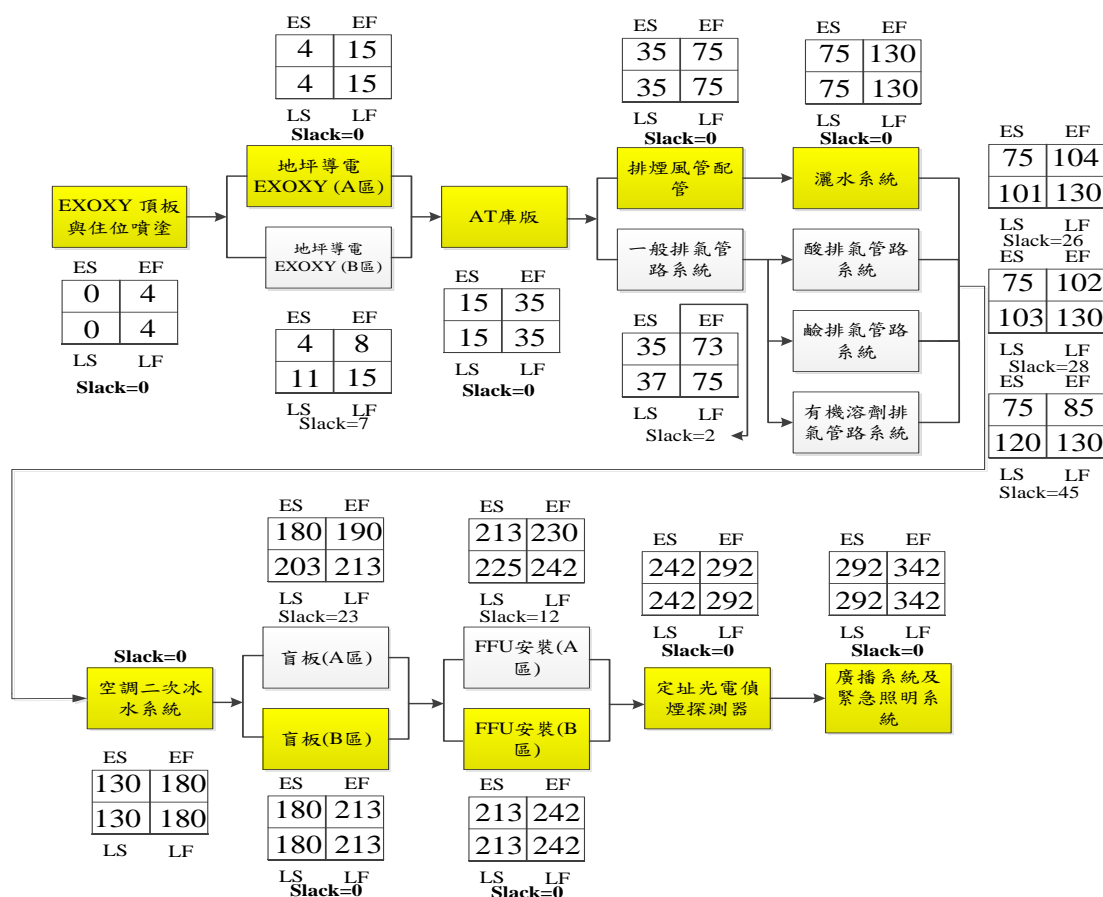 ES EF
4 15
4 15
LS LF
Slack=0
ES EF
35 75
35 75
LS LF
Slack=0
ES EF
75 130
75 130
LS LF
Slack=0
EXOXY 頂板
與住位噴塗
地坪導電
EXOXY (A區)
地坪導電
EXOXY (B區)
AT庫版
排煙風管配
管
灑水系統
一般排氣管
路系統
酸排氣管路
系統
鹼排氣管路
系統
有機溶劑排
氣管路系統
ES EF
75 104
101 130
LS LF
Slack=26
ES EF
75 102
103 130
LS LF
Slack=28
ES EF
75 85
120 130
LS LF
Slack=45
ES EF
0 4
0 4
LS LF
Slack=0
ES EF
4 8
11 15
LS LF
Slack=7
ES EF
15 35
15 35
LS LF
Slack=0
ES EF
35 73
37 75
LS LF
Slack=2
ES EF
180 190
203 213
LS LF
Slack=23
ES EF
213 230
225 242
LS LF
Slack=12
ES EF
242 292
242 292
LS LF
Slack=0
ES EF
292 342
292 342
LS LF
Slack=0
Slack=0
空調二次冰
水系統
盲板(A區)
盲板(B區)
FFU安裝(A
區)
FFU安裝(B
區)
定址光電偵
煙探測器
廣播系統及
緊急照明系
統
ES EF
130 180
130 180
LS LF
ES EF
180 213
180 213
LS LF
Slack=0
ES EF
213 242
213 242
LS LF
Slack=0